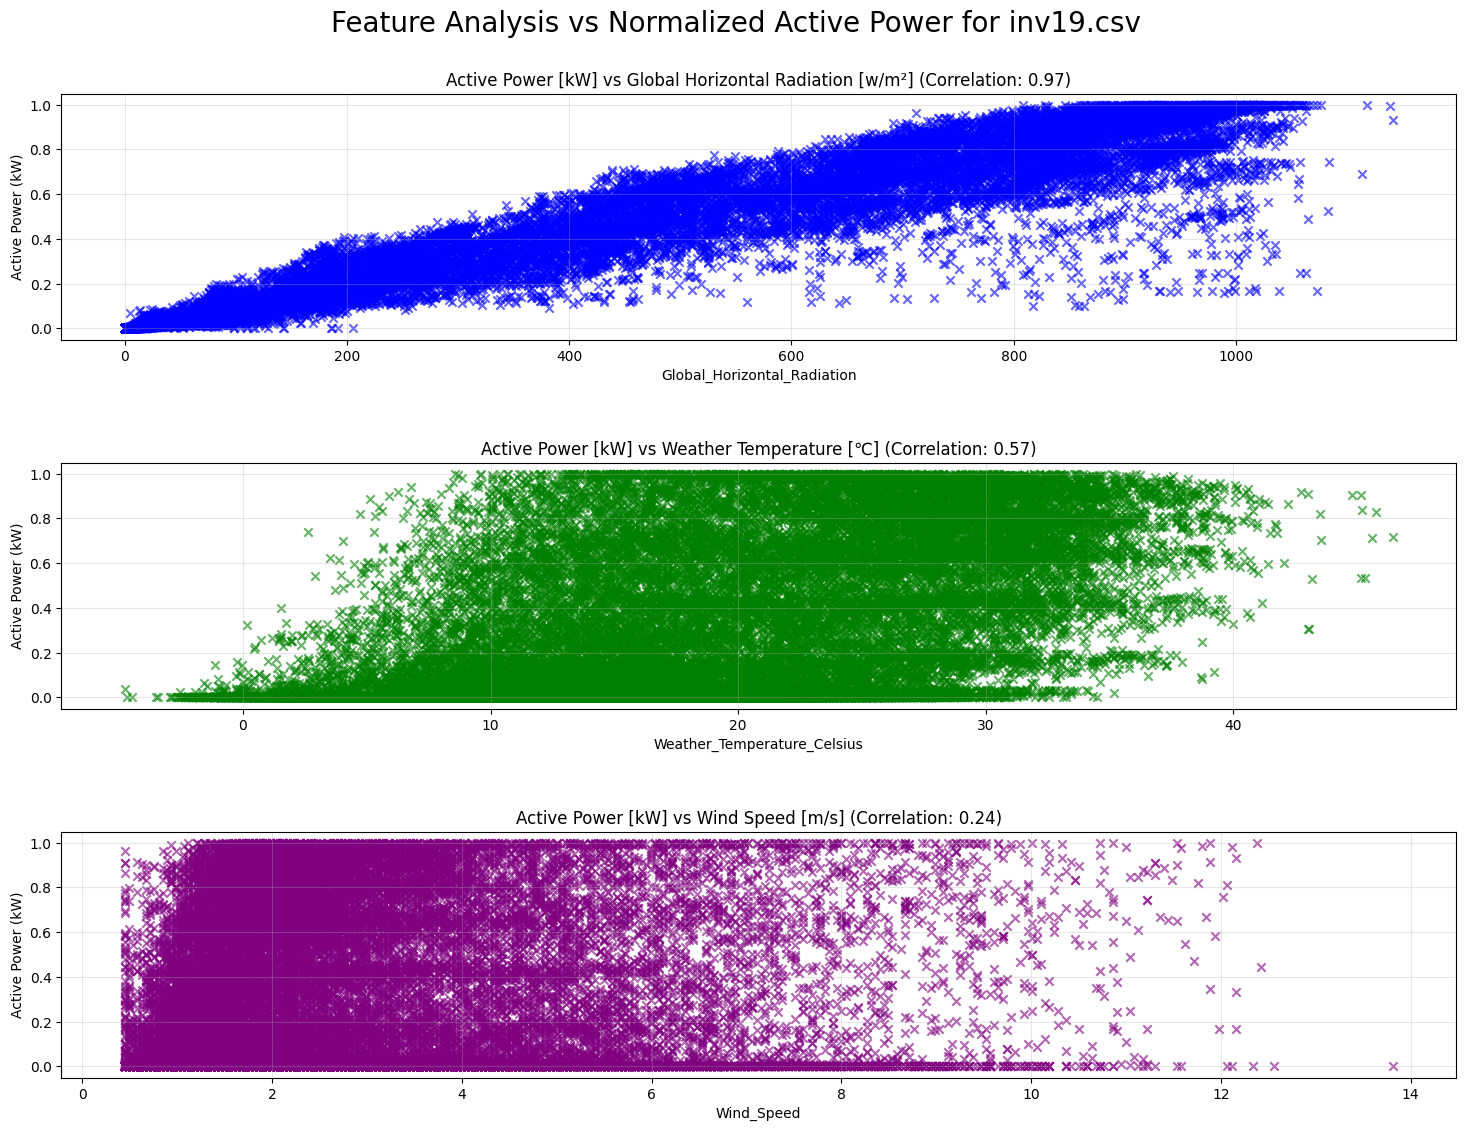 Feature Analysis vs Normalized Active Power for inv19.csv
Active Power [kW] vs Global Horizontal Radiation [w/m²] (Correlation: 0.97)
Active Power (kW)
1.0
0.8
0.6
0.4
0.2
0.0
0 200 400 600 800 1000
Global_Horizontal_Radiation
Active Power [kW] vs Weather Temperature [℃] (Correlation: 0.57)
Active Power (kW)
1.0
0.8
0.6
0.4
0.2
0.0
0 10 20 30 40
Weather_Temperature_Celsius
Active Power [kW] vs Wind Speed [m/s] (Correlation: 0.24)
Active Power (kW)
1.0
0.8
0.6
0.4
0.2
0.0
0 2 4 6 8 10 12 14
Wind_Speed